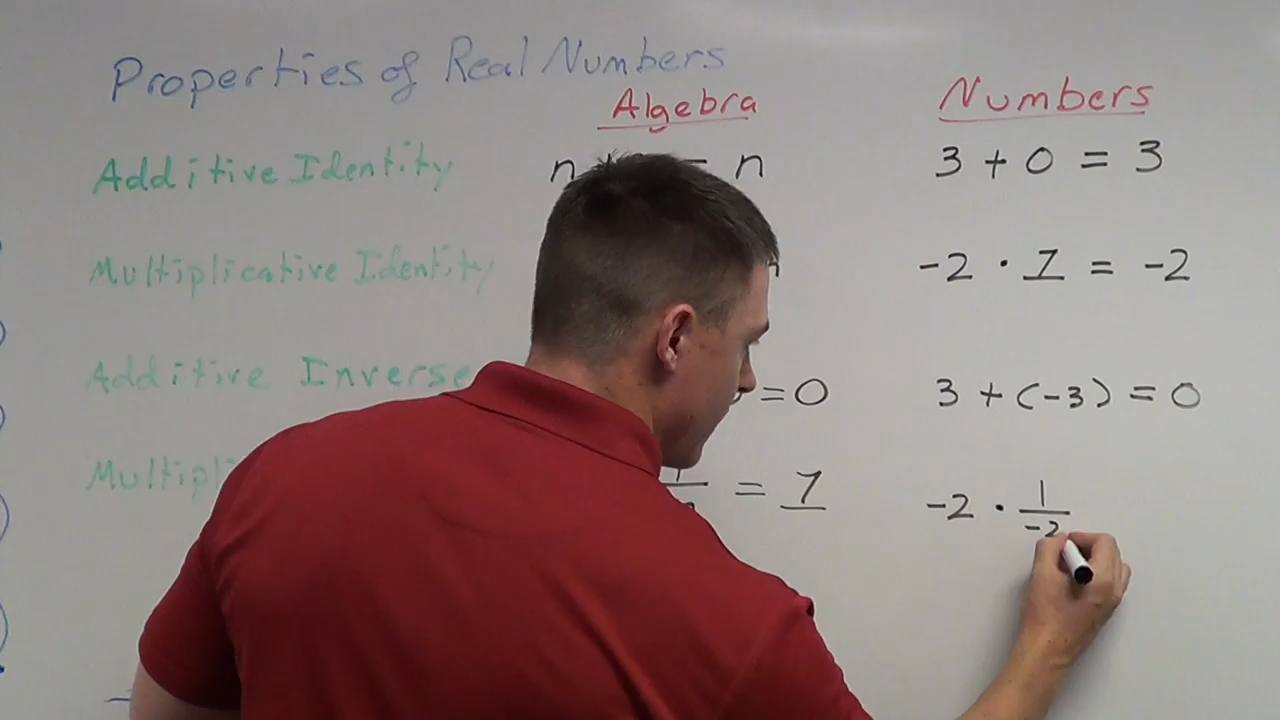 Properties of Real Numbers
Algebra Numbers
Additive Identity n = n 3 + 0 = 3
Multiplicative Identity -2 · 1 = -2
Additive Inverse =0 3 + (-3) = 0
= 1 -2 · 1/-2